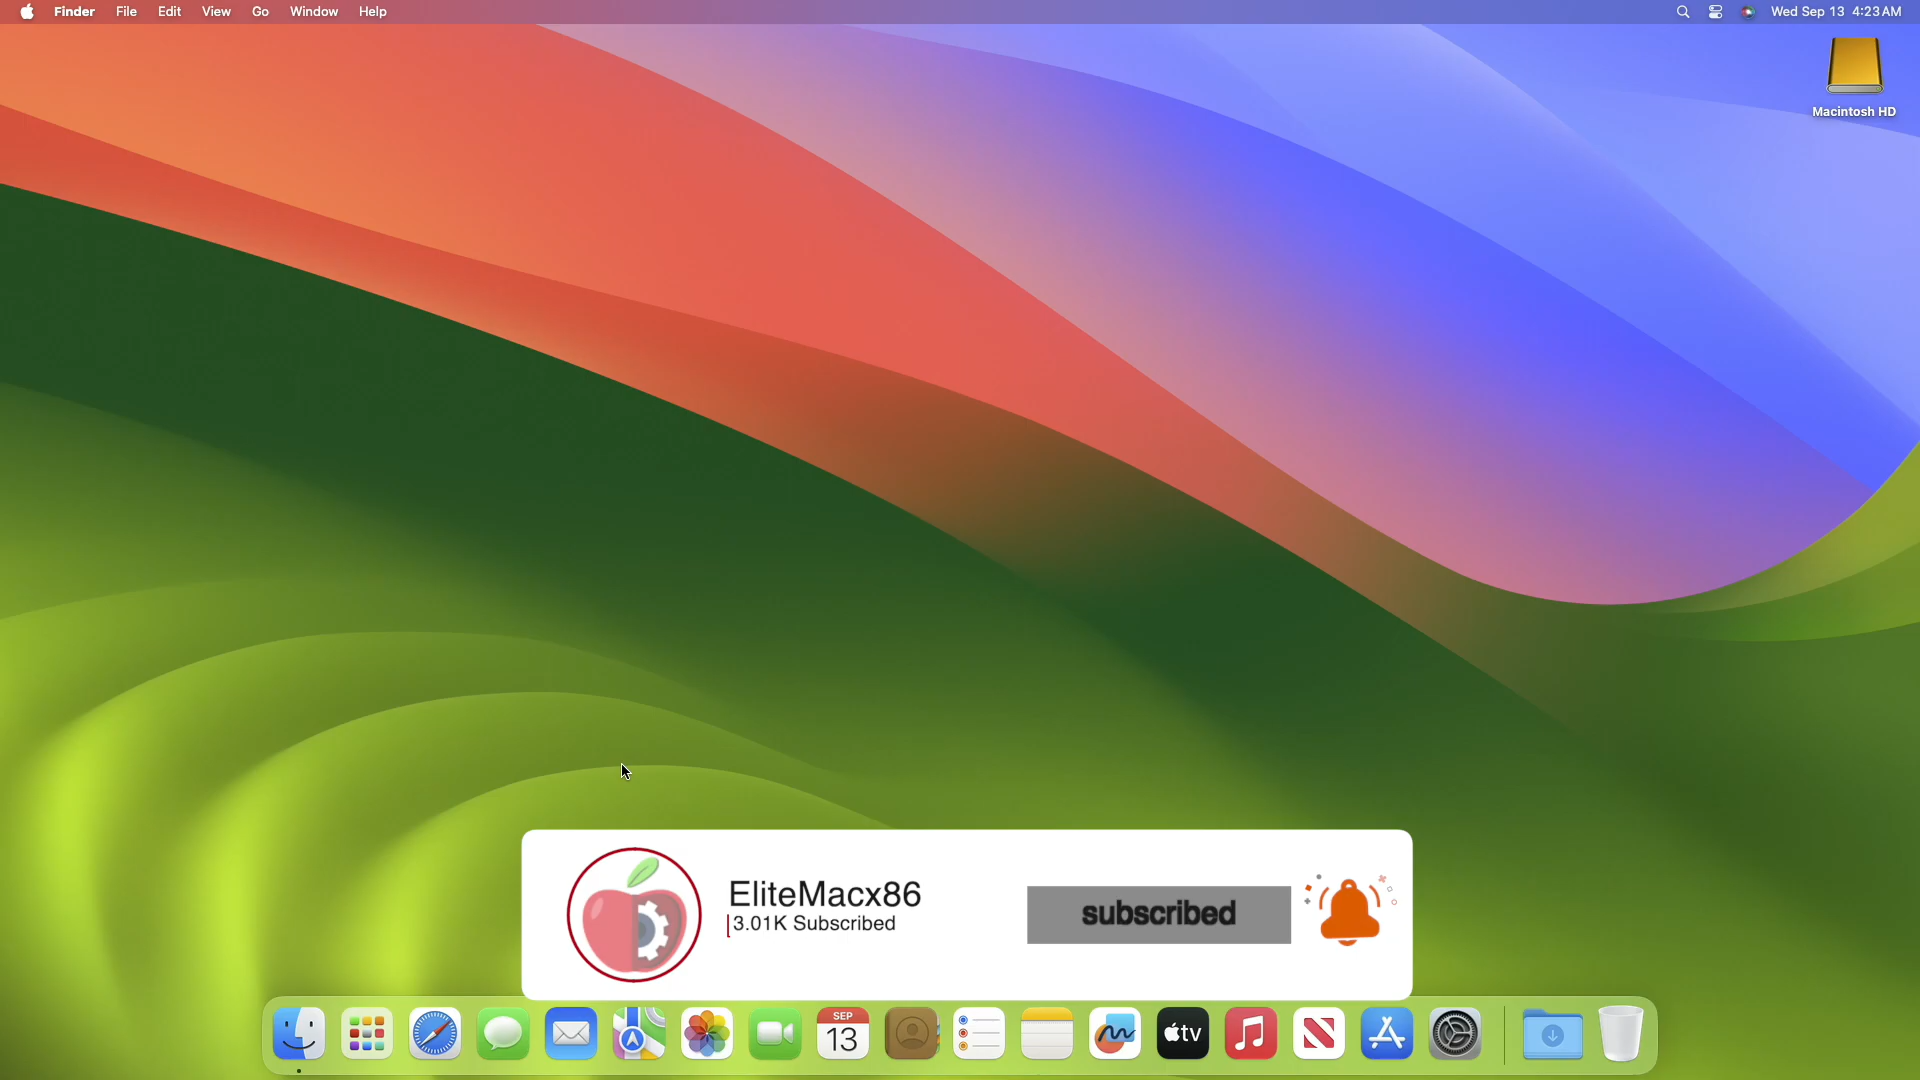 Finder File Edit View Go Window Help Wed Sep 13 4:23 AM
Macintosh HD
EliteMacx86
3.01K Subscribed
subscribed
SEP
13
tv